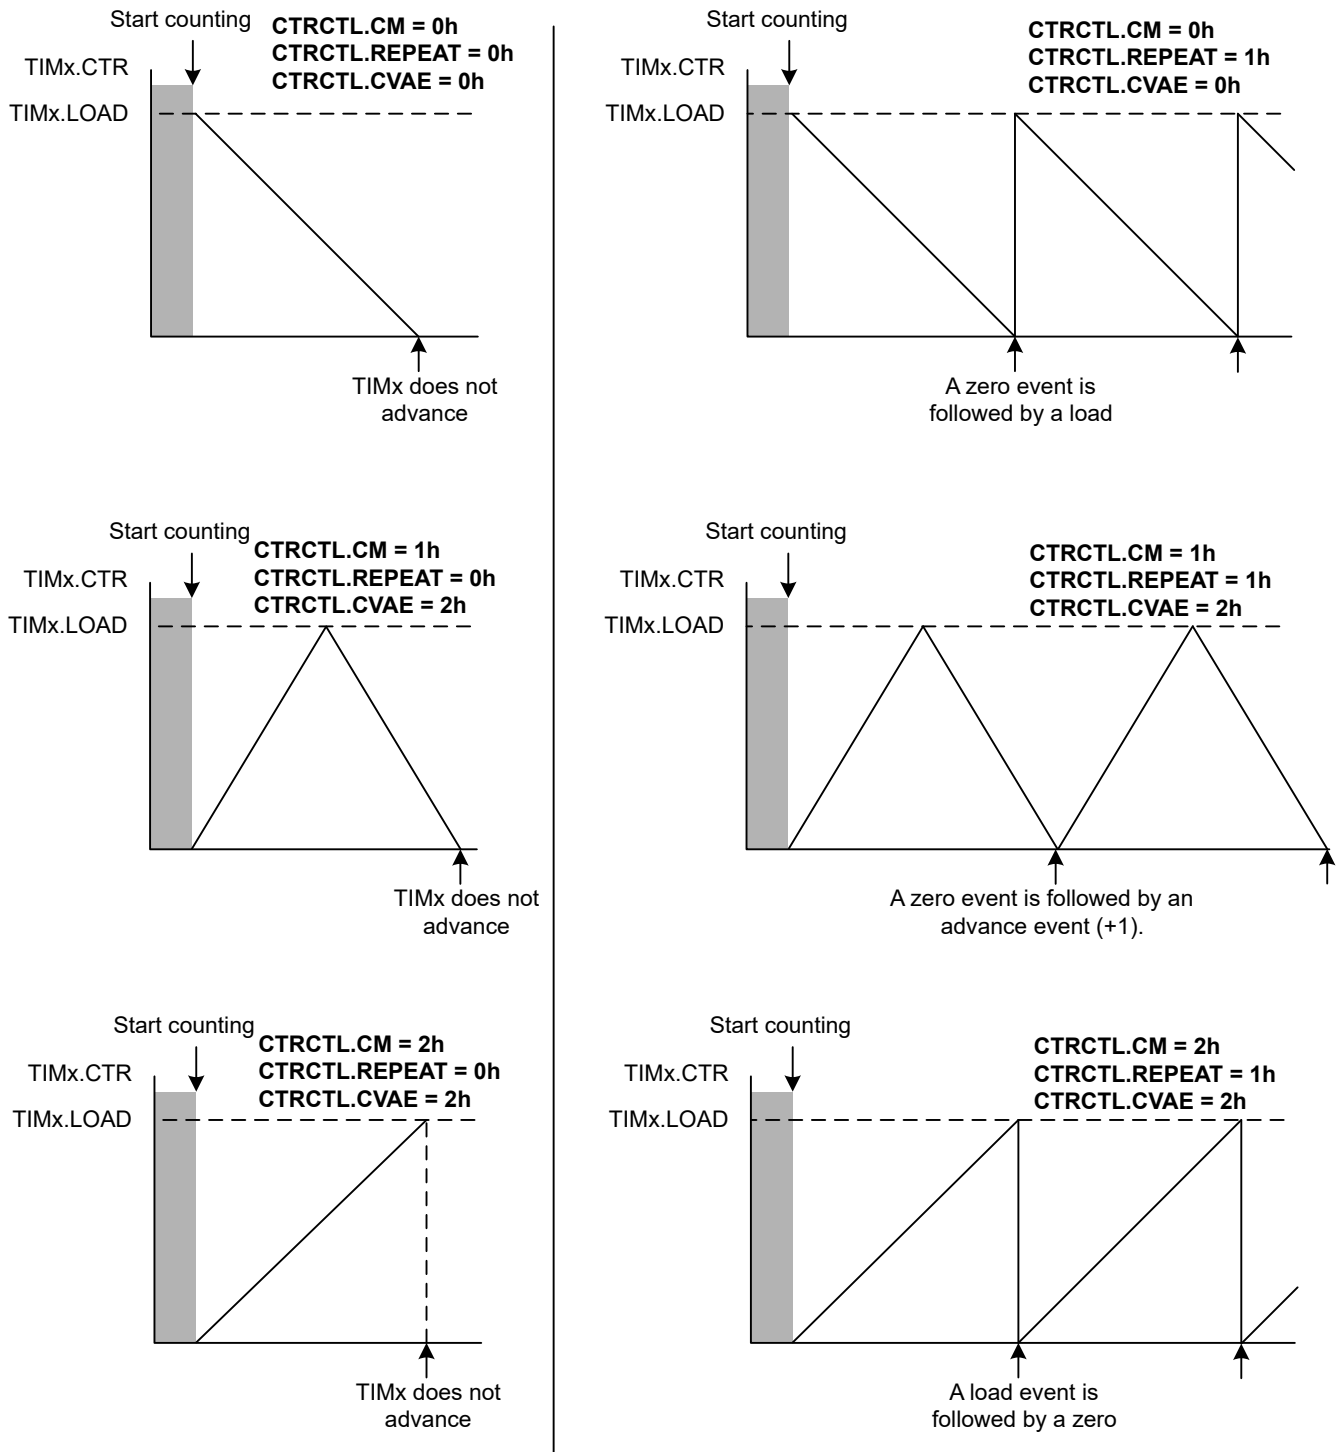 Start counting
CTRCTL.CM = 0h
CTRCTL.REPEAT = 0h
CTRCTL.CVAE = 0h
TIMx.CTR
TIMx.LOAD
TIMx does not
advance
Start counting
CTRCTL.CM = 0h
CTRCTL.REPEAT = 1h
CTRCTL.CVAE = 0h
TIMx.CTR
TIMx.LOAD
A zero event is
followed by a load
Start counting
CTRCTL.CM = 1h
CTRCTL.REPEAT = 0h
CTRCTL.CVAE = 2h
TIMx.CTR
TIMx.LOAD
TIMx does not
advance
Start counting
CTRCTL.CM = 1h
CTRCTL.REPEAT = 1h
CTRCTL.CVAE = 2h
TIMx.CTR
TIMx.LOAD
A zero event is followed by an
advance event (+1).
Start counting
CTRCTL.CM = 2h
CTRCTL.REPEAT = 0h
CTRCTL.CVAE = 2h
TIMx.CTR
TIMx.LOAD
TIMx does not
advance
Start counting
CTRCTL.CM = 2h
CTRCTL.REPEAT = 1h
CTRCTL.CVAE = 2h
TIMx.CTR
TIMx.LOAD
A load event is
followed by a zero